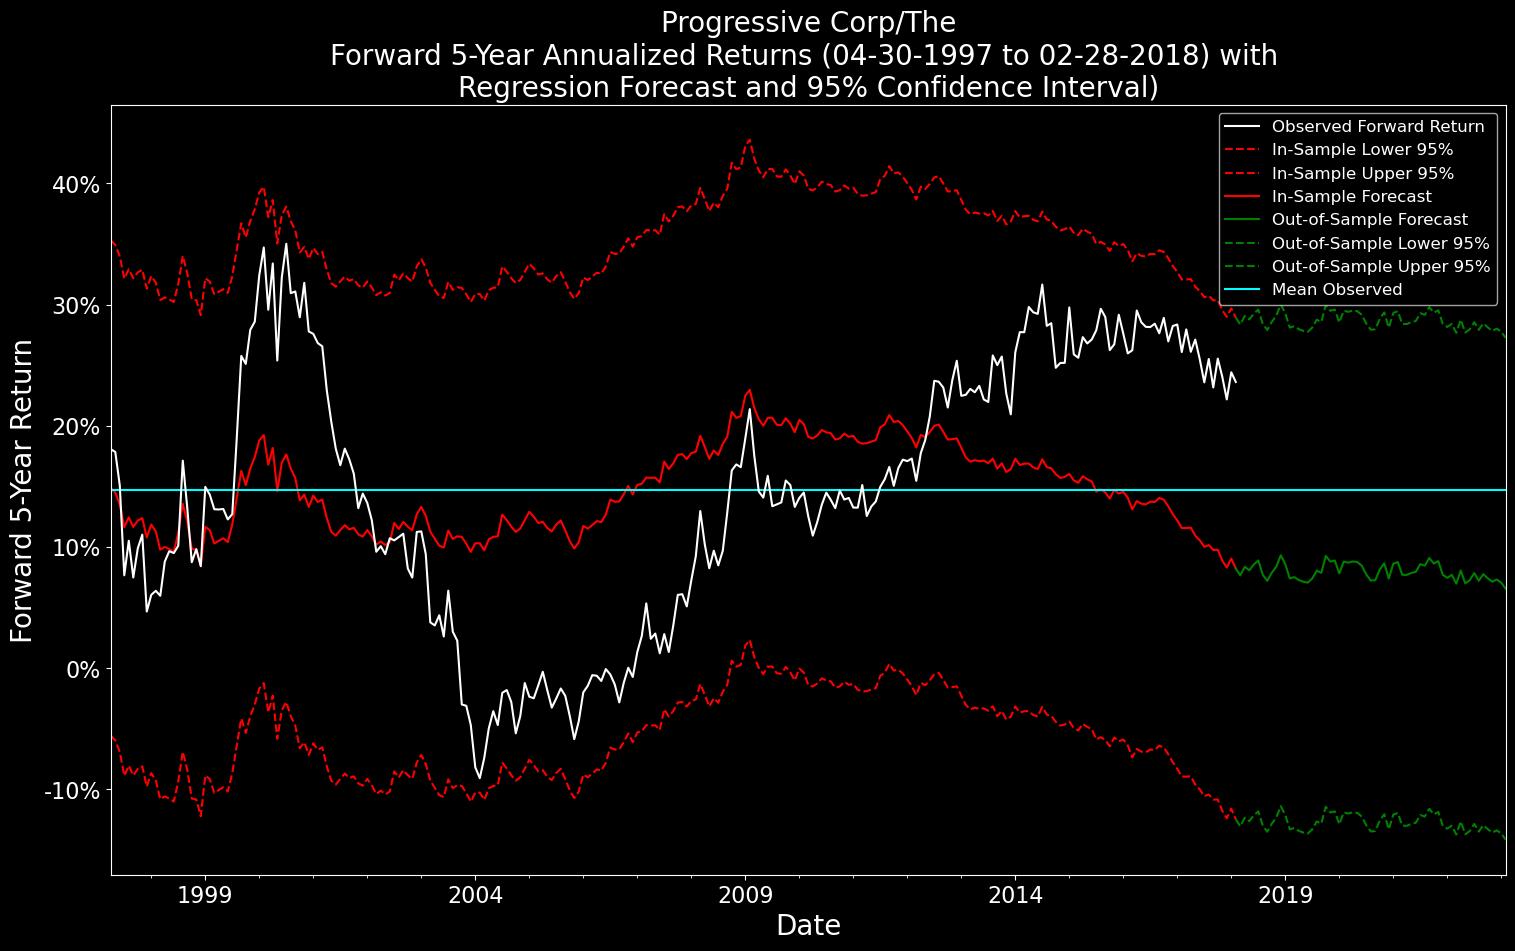 Progressive Corp/The
Forward 5-Year Annualized Returns (04-30-1997 to 02-28-2018) with
Regression Forecast and 95% Confidence Interval)
Observed Forward Return
In-Sample Lower 95%
In-Sample Upper 95%
In-Sample Forecast
Out-of-Sample Forecast
Out-of-Sample Lower 95%
Out-of-Sample Upper 95%
Mean Observed
Forward 5-Year Return
40%
30%
20%
10%
0%
-10%
1999
2004
2009
2014
2019
Date